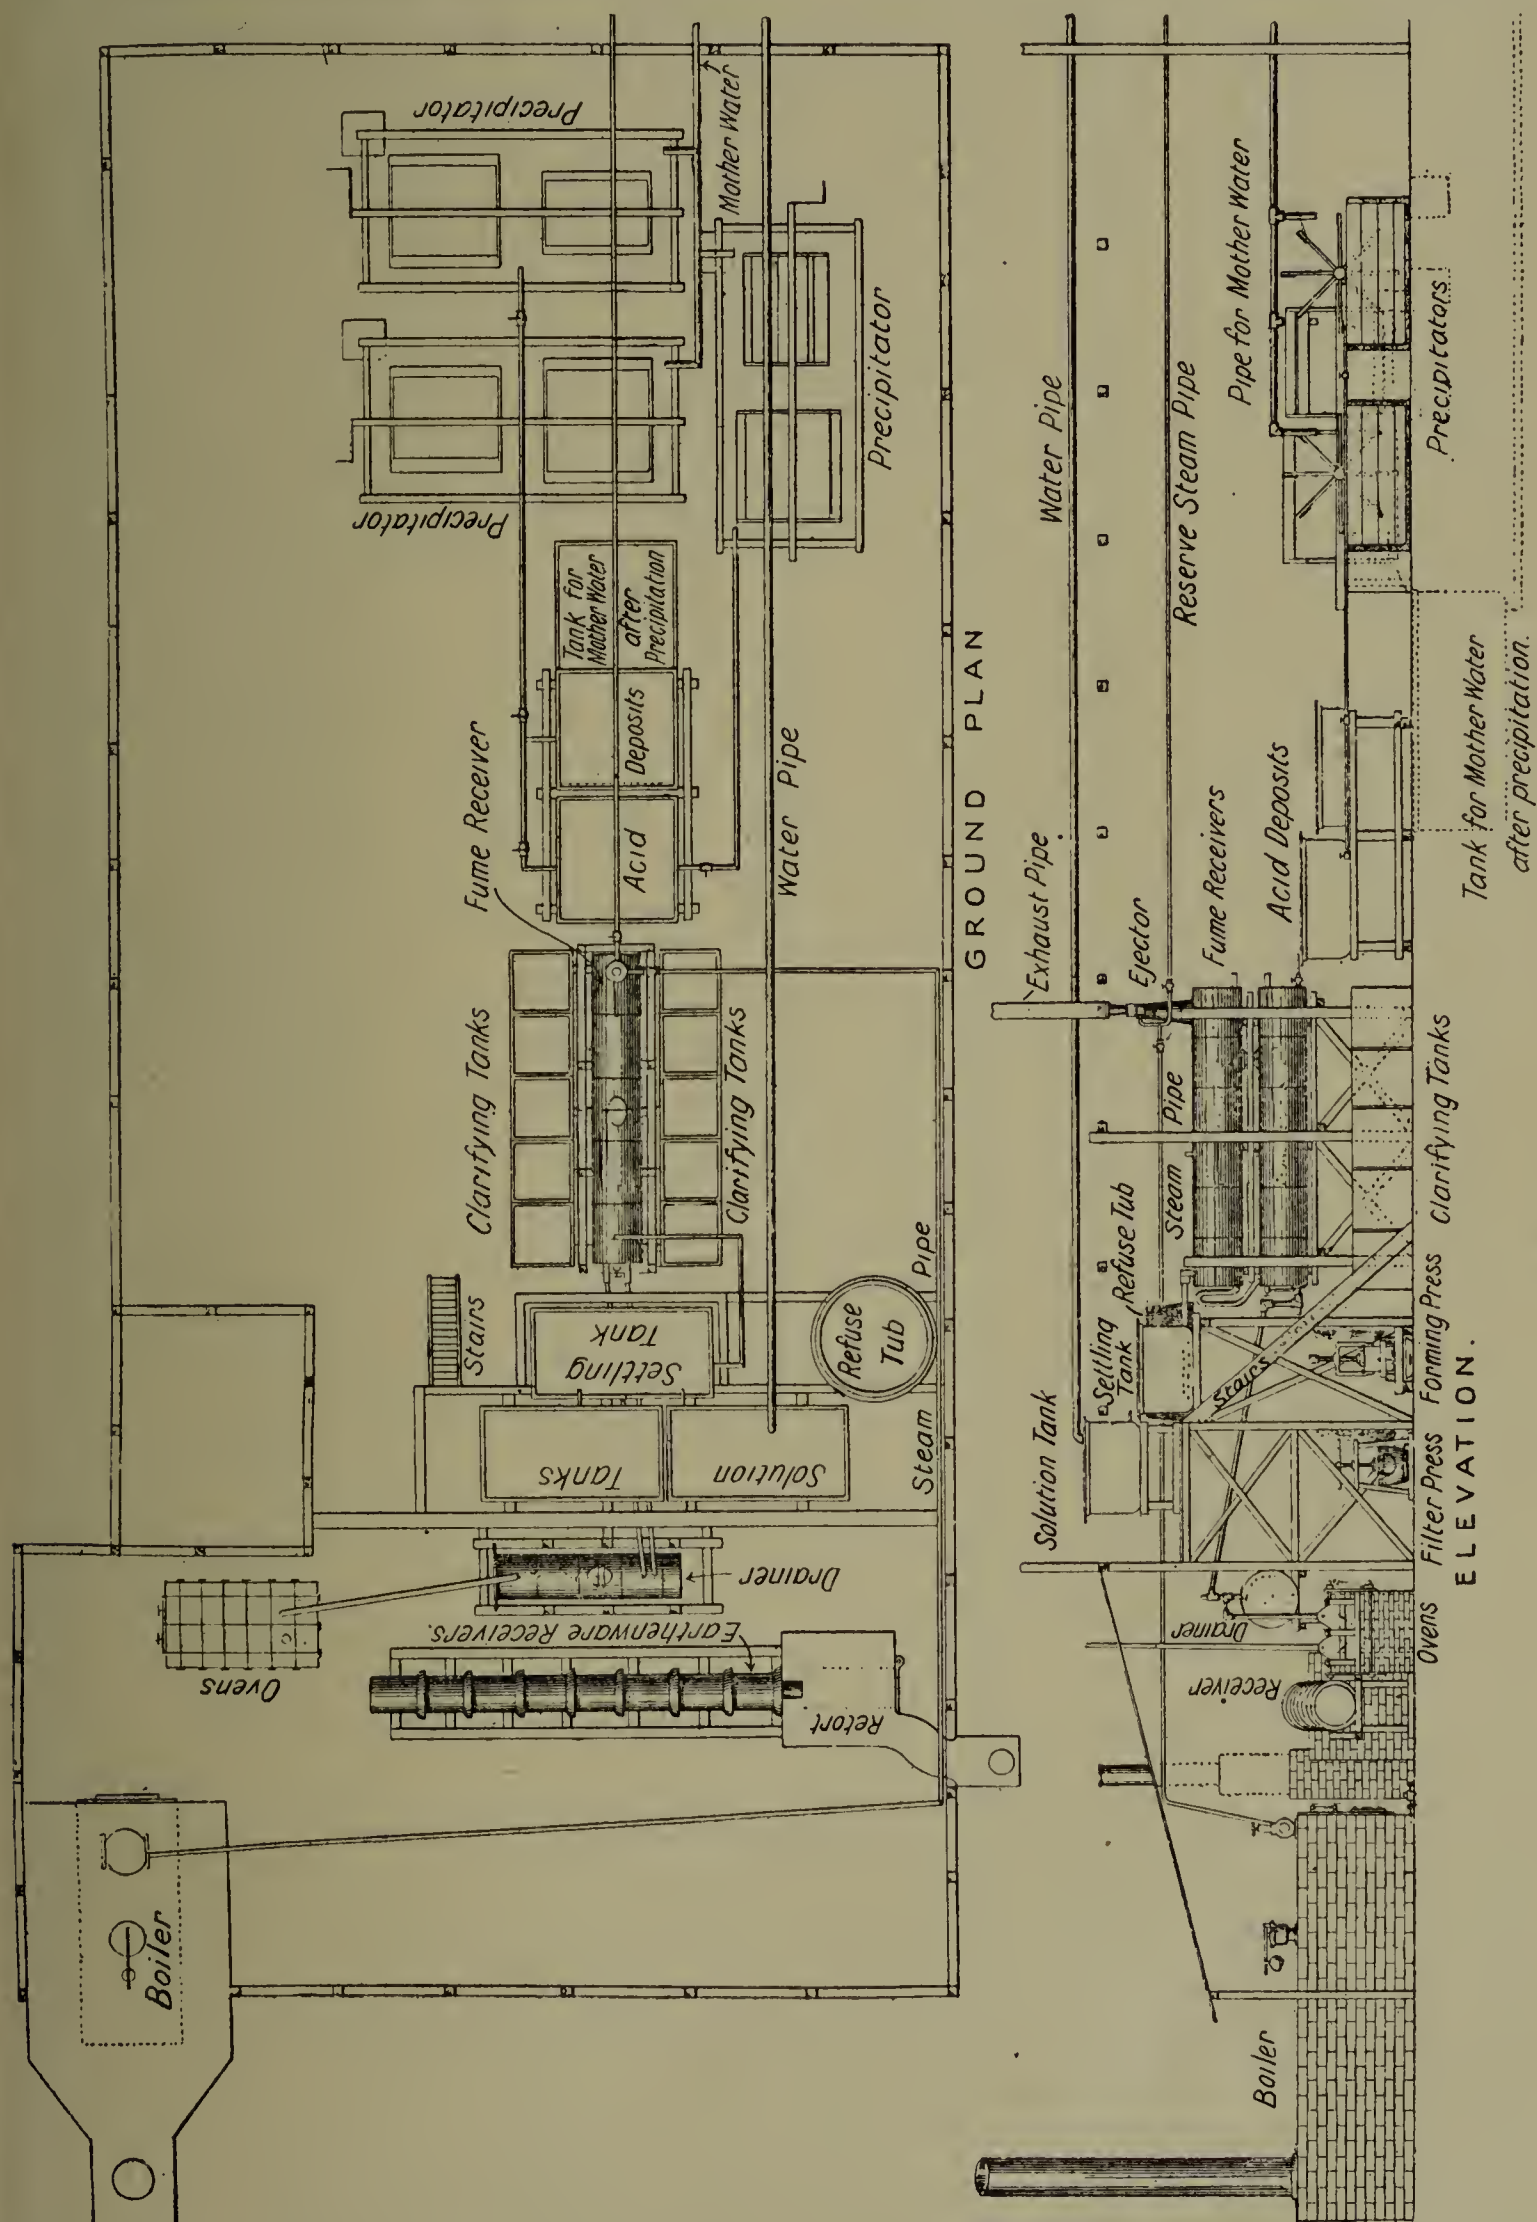 Boiler
Ovens
Retort
Earthenware Receivers.
Drainer
Steam
Pipe
Solution
Tanks
Settling
Tank
Refuse
Tub
Stairs
Clarifying Tanks
Clarifying Tanks
Fume Receiver
Water Pipe
Acid
Deposits
Tank for
Mother Water
after
Precipitation
Precipitator
Precipitator
Precipitator
Mother Water
GROUND PLAN
Boiler
Receiver
Drainer
Solution Tank
Settling
Tank
Refuse Tub
Stairs
Steam
Pipe
Exhaust Pipe
Ejector
Fume Receivers
Acid Deposits
Water Pipe
Reserve Steam Pipe
Pipe for Mother Water
Precipitators
Tank for Mother Water
after precipitation.
Ovens
Filter Press
Forming Press
Clarifying Tanks
ELEVATION.